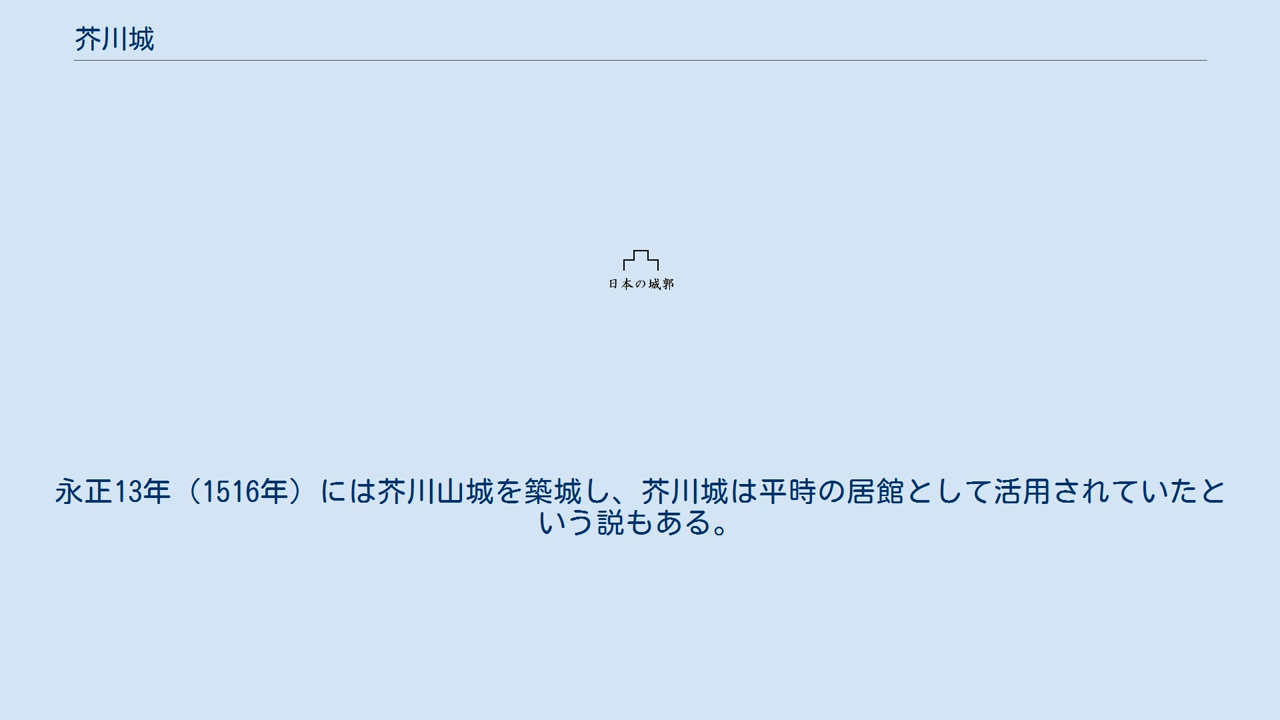 芥川城
日本の城郭
永正13年（1516年）には芥川山城を築城し、芥川城は平時の居館として活用されていたと
いう説もある。